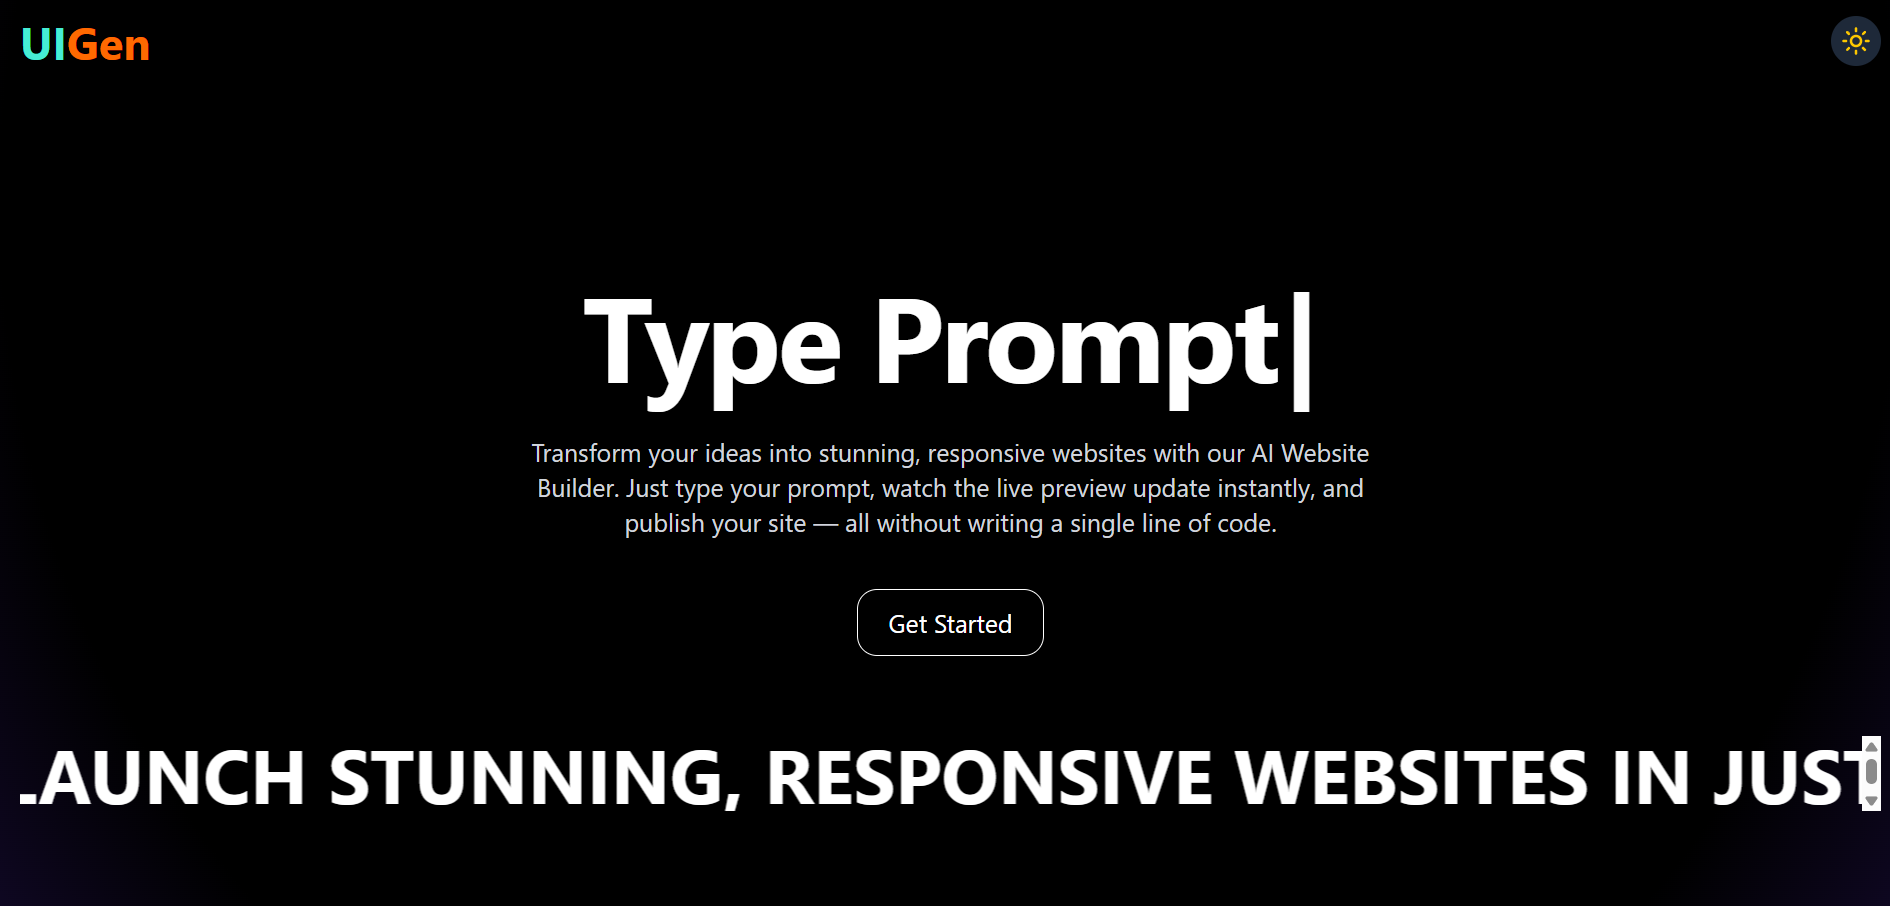 UIGen
Type Prompt|
Transform your ideas into stunning, responsive websites with our AI Website
Builder. Just type your prompt, watch the live preview update instantly, and
publish your site — all without writing a single line of code.
Get Started
LAUNCH STUNNING, RESPONSIVE WEBSITES IN JUST